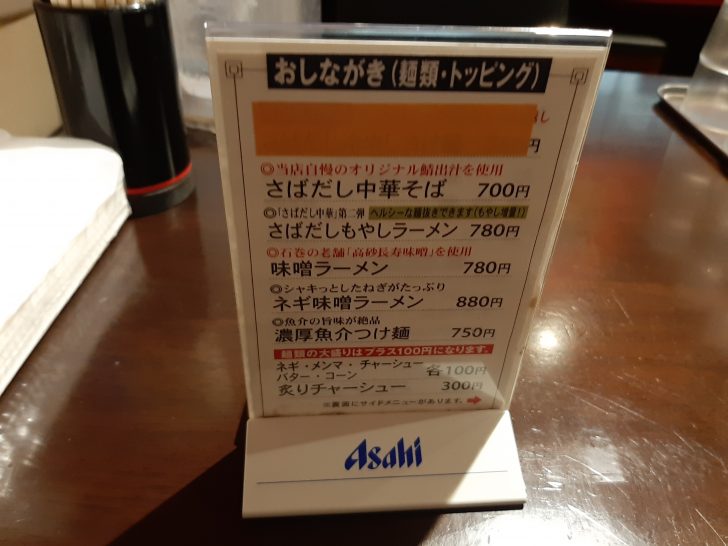 おしながき(麺類・トッピング)
し
円
◎当店自慢のオリジナル鯖出汁を使用
さばだし中華そば 700円
◎「さばだし中華」第二弾 ヘルシーな麺抜きできます(もやし増量!)
さばだしもやしラーメン 780円
◎石巻の老舗「高砂長寿味噌」を使用
味噌ラーメン 780円
◎シャキっとしたねぎがたっぷり
ネギ味噌ラーメン 880円
◎魚介の旨味が絶品
濃厚魚介つけ麺 750円
麺類の大盛りはプラス100円になります。
ネギ・メンマ・チャーシュー
バター・コーン 各100円
炙りチャーシュー 300円
※裏面にサイドメニューがあります。➡
Asahi